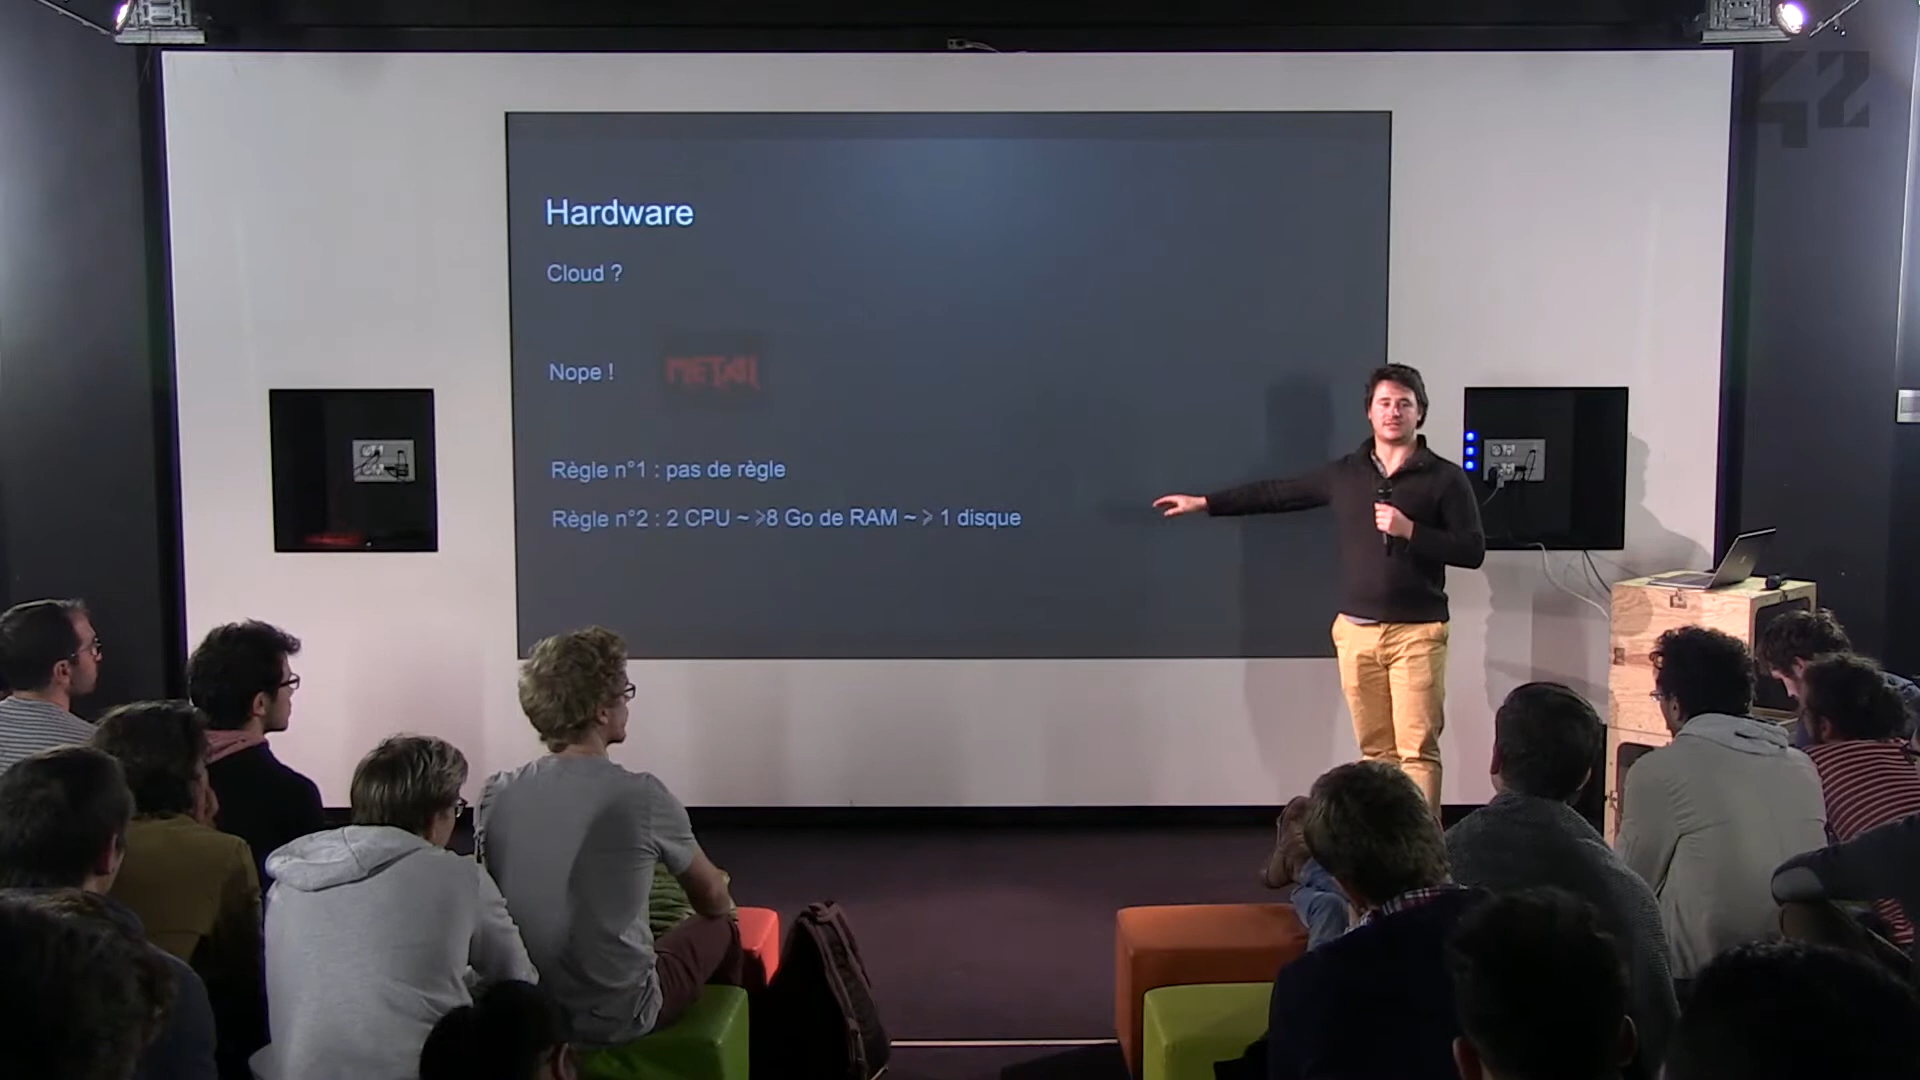 42
Hardware
Cloud ?
Nope ! METAL
Règle n°1 : pas de règle
Règle n°2 : 2 CPU ~ >8 Go de RAM ~ > 1 disque